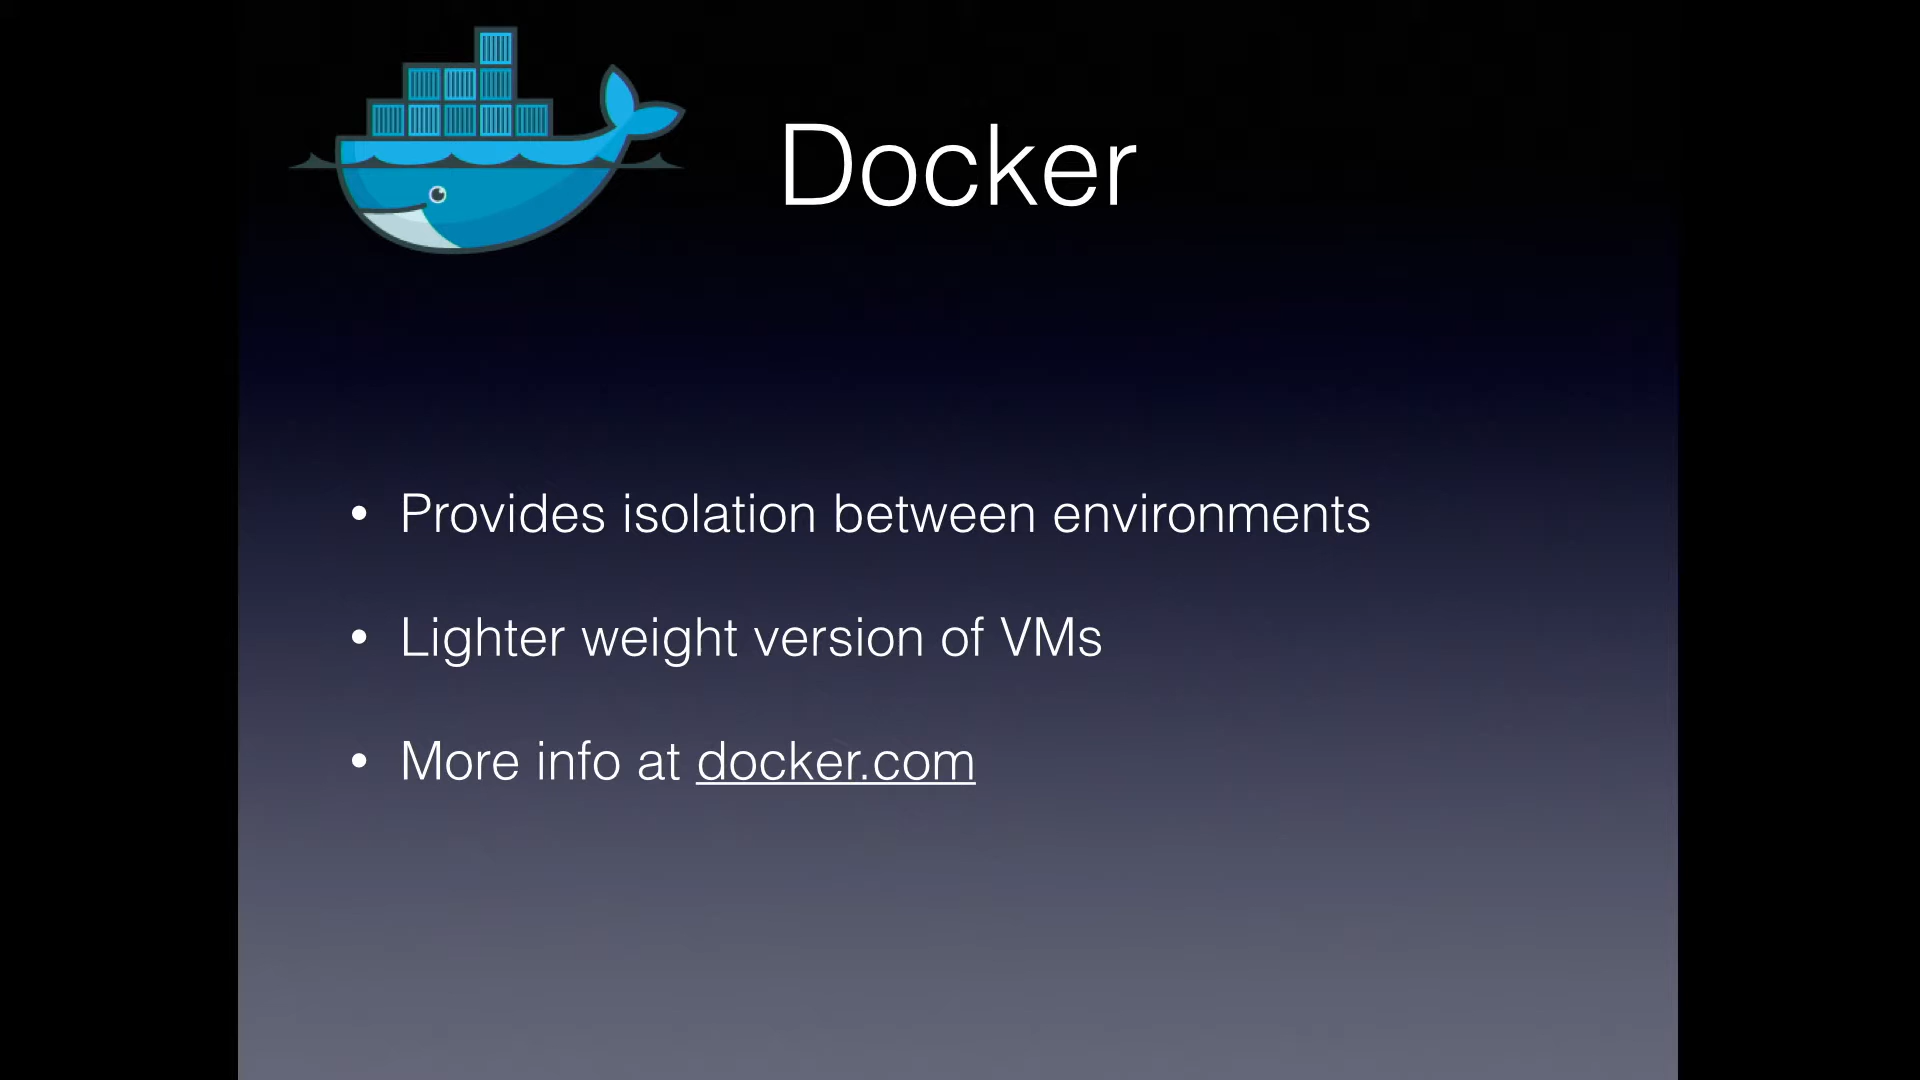 Docker
• Provides isolation between environments
• Lighter weight version of VMs
• More info at docker.com